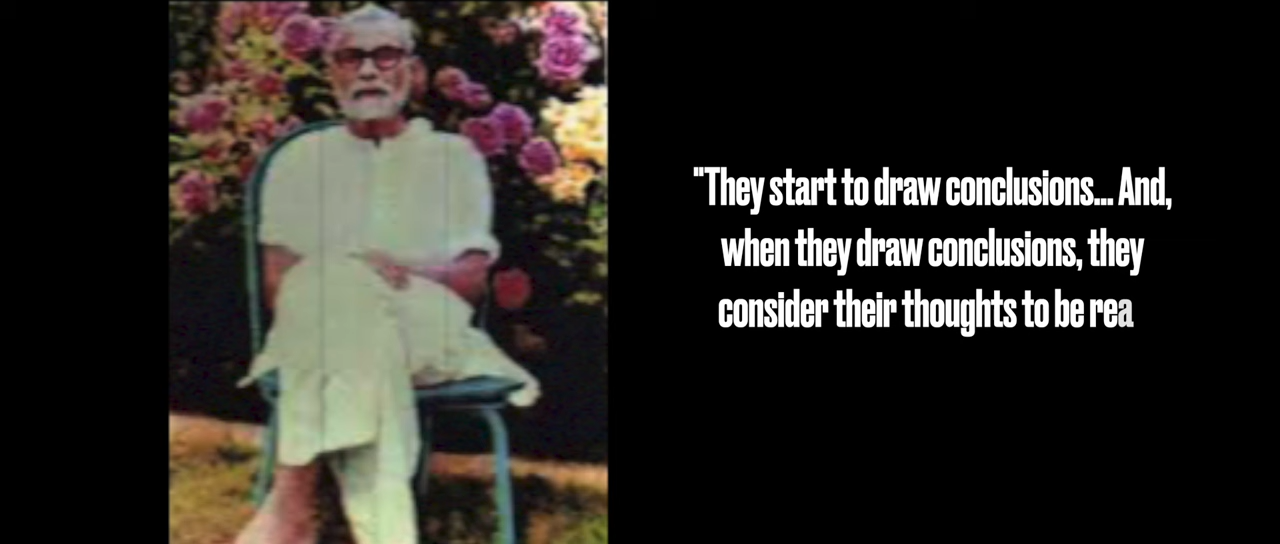 "They start to draw conclusions... And,
when they draw conclusions, they
consider their thoughts to be rea